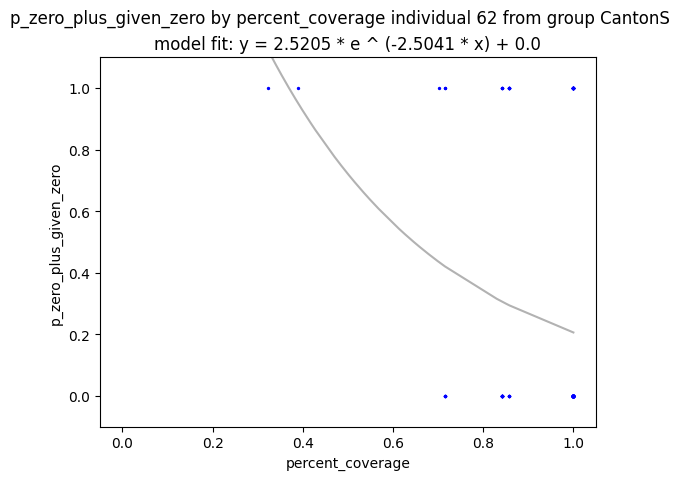 p_zero_plus_given_zero by percent_coverage individual 62 from group CantonS
model fit: y = 2.5205 * e ^ (-2.5041 * x) + 0.0
1.0
0.8
0.6
0.4
0.2
0.0
p_zero_plus_given_zero
0.0 0.2 0.4 0.6 0.8 1.0
percent_coverage